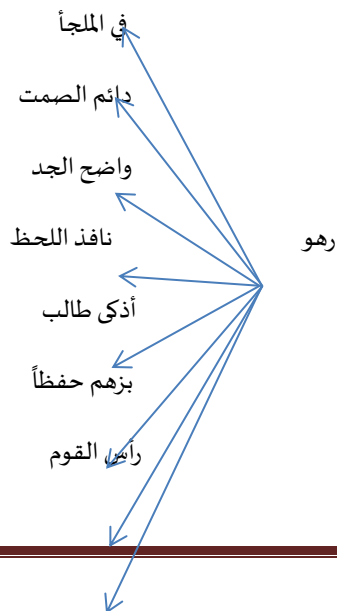 في الملجأ
دائم الصمت
واضح الجد
رهو
نافذ اللحظ
أذكى طالب
بزهم حفظاً
رأس القوم